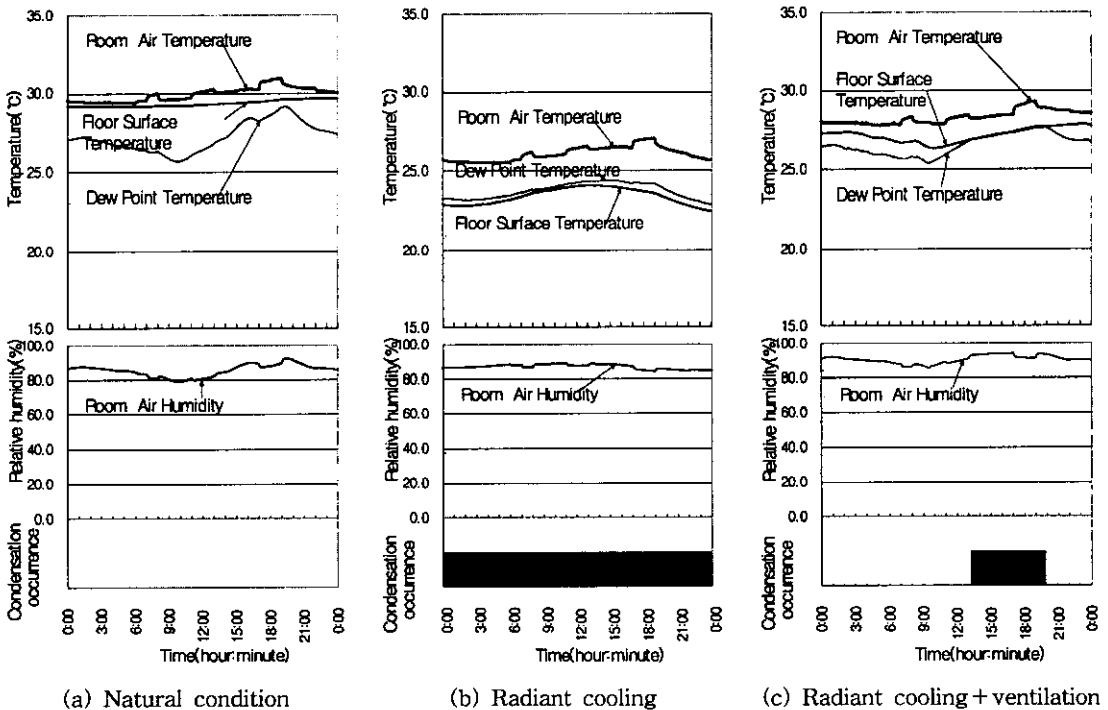 35.0
30.0
25.0
20.0
15.0
Temperature(℃)
Room Air Temperature
Floor Surface
Temperature
Dew Point Temperature
100.0
80.0
60.0
40.0
20.0
0.0
Relative humidity(%)
Room Air Humidity
Condensation
occurrence
0:00 3:00 6:00 9:00 12:00 15:00 18:00 21:00 0:00
Time(hour:minute)
(a) Natural condition
35.0
30.0
25.0
20.0
15.0
Temperature(℃)
Room Air Temperature
Dew Point Temperature
Floor Surface Temperature
100.0
80.0
60.0
40.0
20.0
0.0
Relative humidity(%)
Room Air Humidity
Condensation
occurrence
0:00 3:00 6:00 9:00 12:00 15:00 18:00 21:00 0:00
Time(hour:minute)
(b) Radiant cooling
35.0
30.0
25.0
20.0
15.0
Temperature(℃)
Room Air Temperature
Floor Surface
Temperature
Dew Point Temperature
100.0
80.0
60.0
40.0
20.0
0.0
Relative humidity(%)
Room Air Humidity
Condensation
occurrence
0:00 3:00 6:00 9:00 12:00 15:00 18:00 21:00 0:00
Time(hour:minute)
(c) Radiant cooling+ventilation